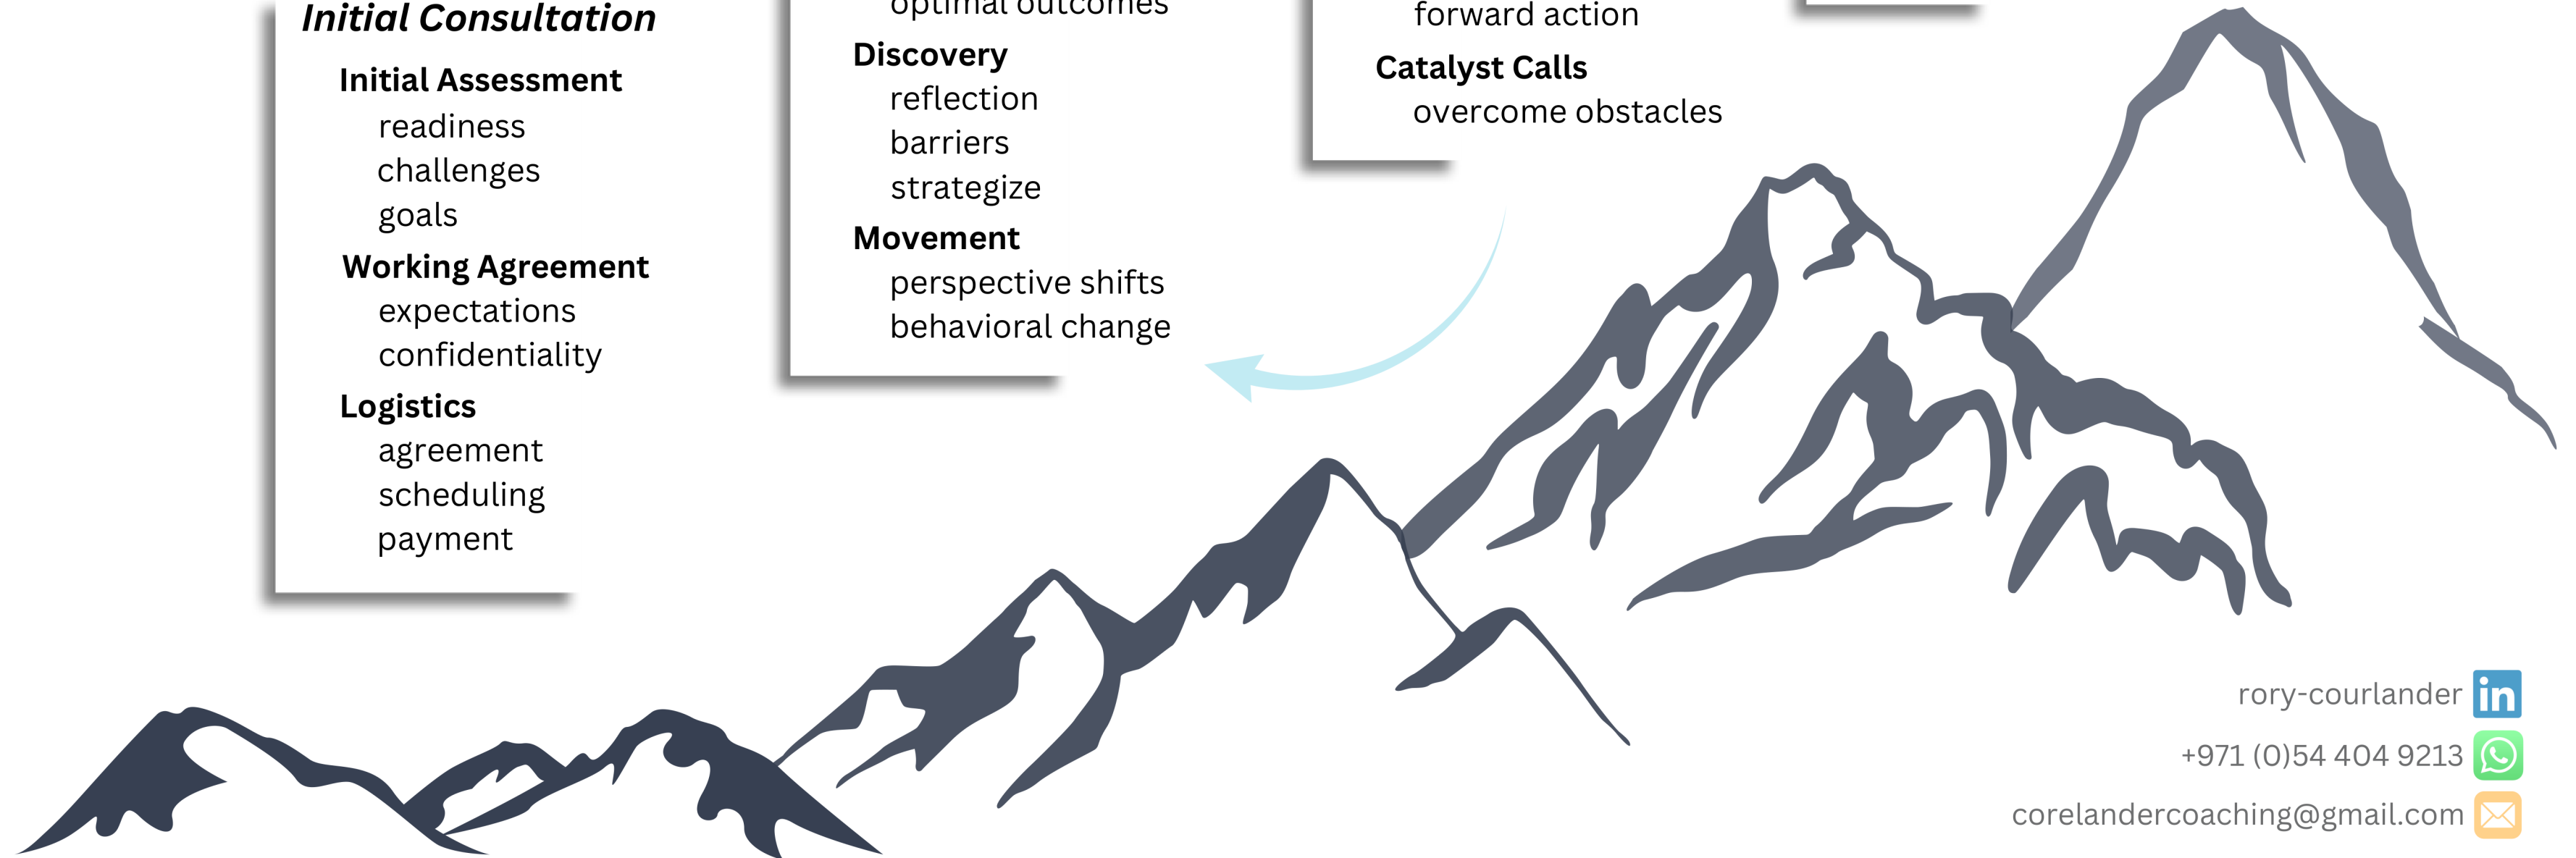 Initial Consultation
Initial Assessment
readiness
challenges
goals
Working Agreement
expectations
confidentiality
Logistics
agreement
scheduling
payment
optimal outcomes
Discovery
reflection
barriers
strategize
Movement
perspective shifts
behavioral change
forward action
Catalyst Calls
overcome obstacles
rory-courlander
in
+971 (0)54 404 9213
corelandercoaching@gmail.com